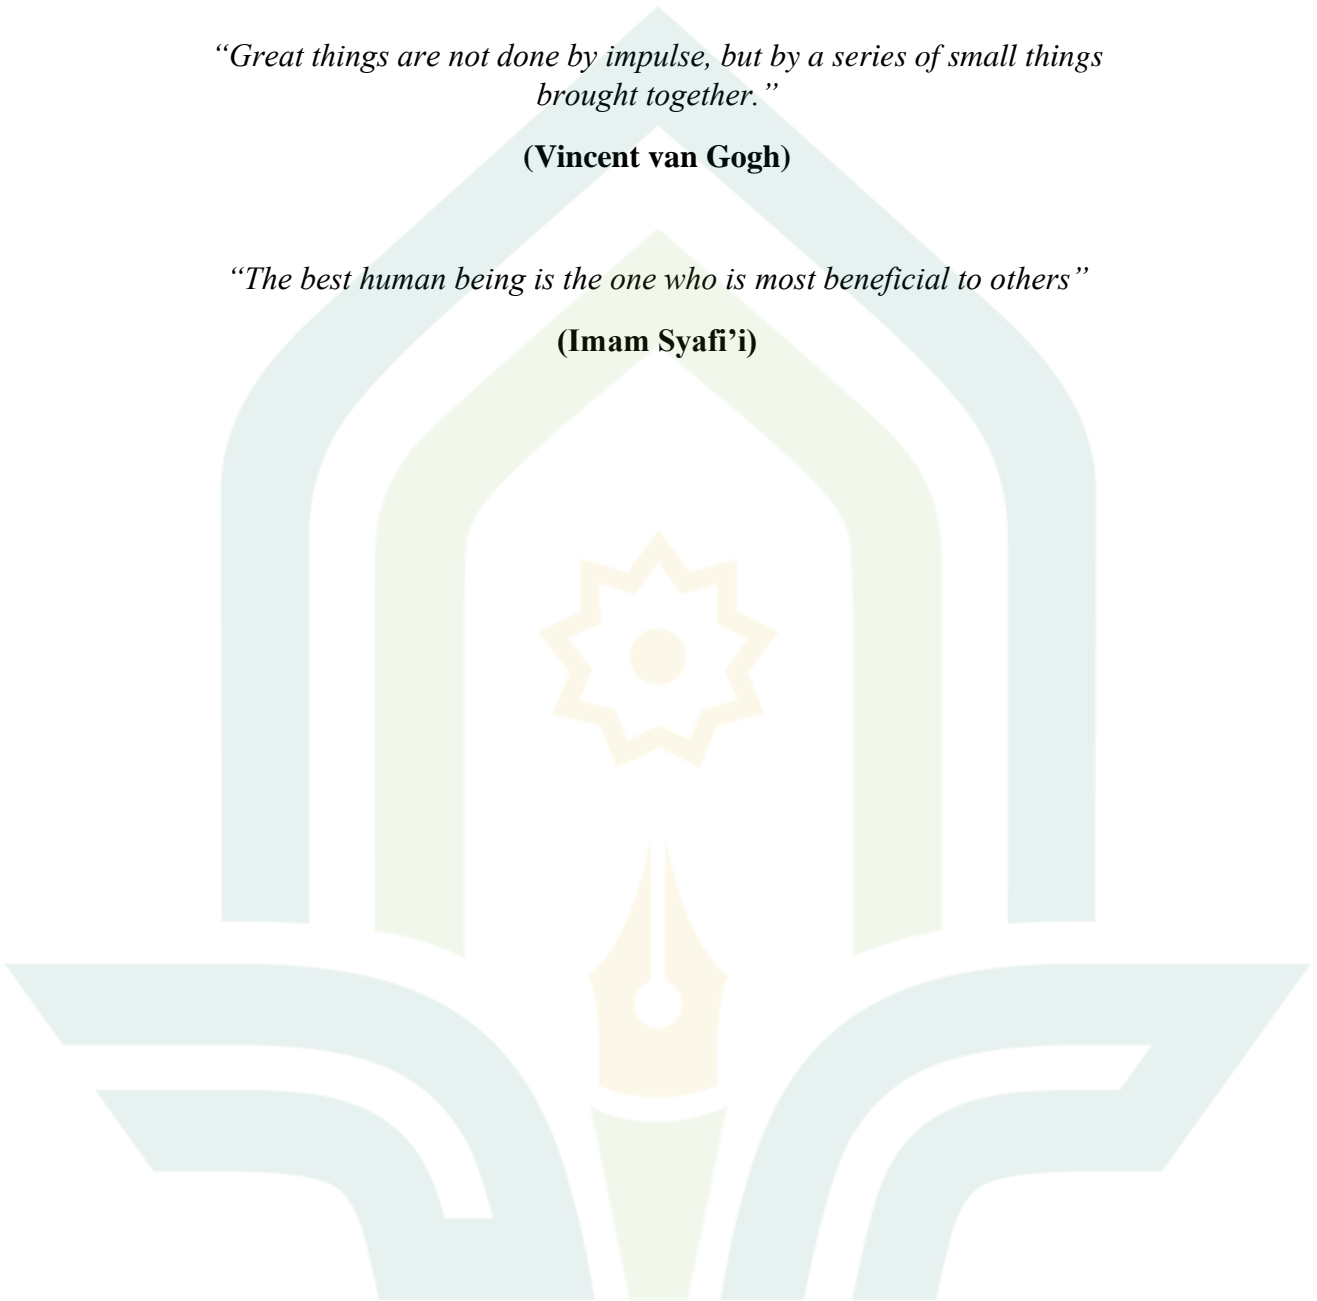 “Great things are not done by impulse, but by a series of small things
brought together.”
(Vincent van Gogh)
“The best human being is the one who is most beneficial to others”
(Imam Syafi’i)